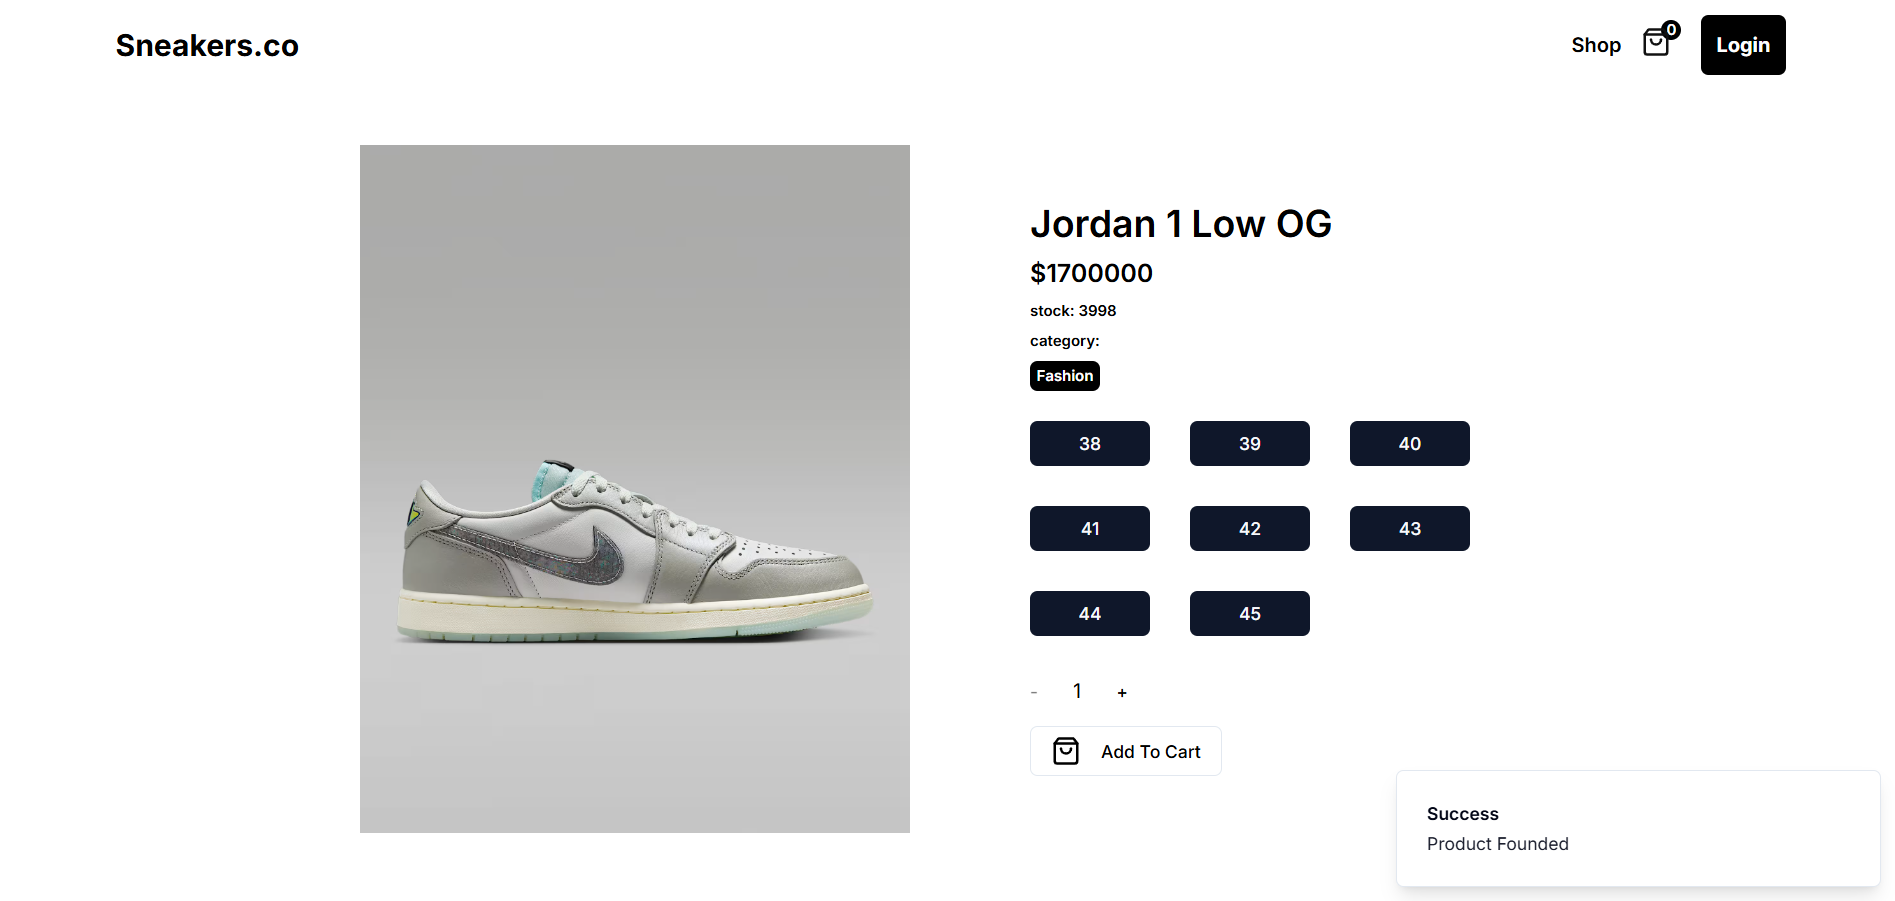 Sneakers.co
Shop
0
Login
Jordan 1 Low OG
$1700000
stock: 3998
category:
Fashion
38 39 40
41 42 43
44 45
- 1 +
Add To Cart
Success
Product Founded